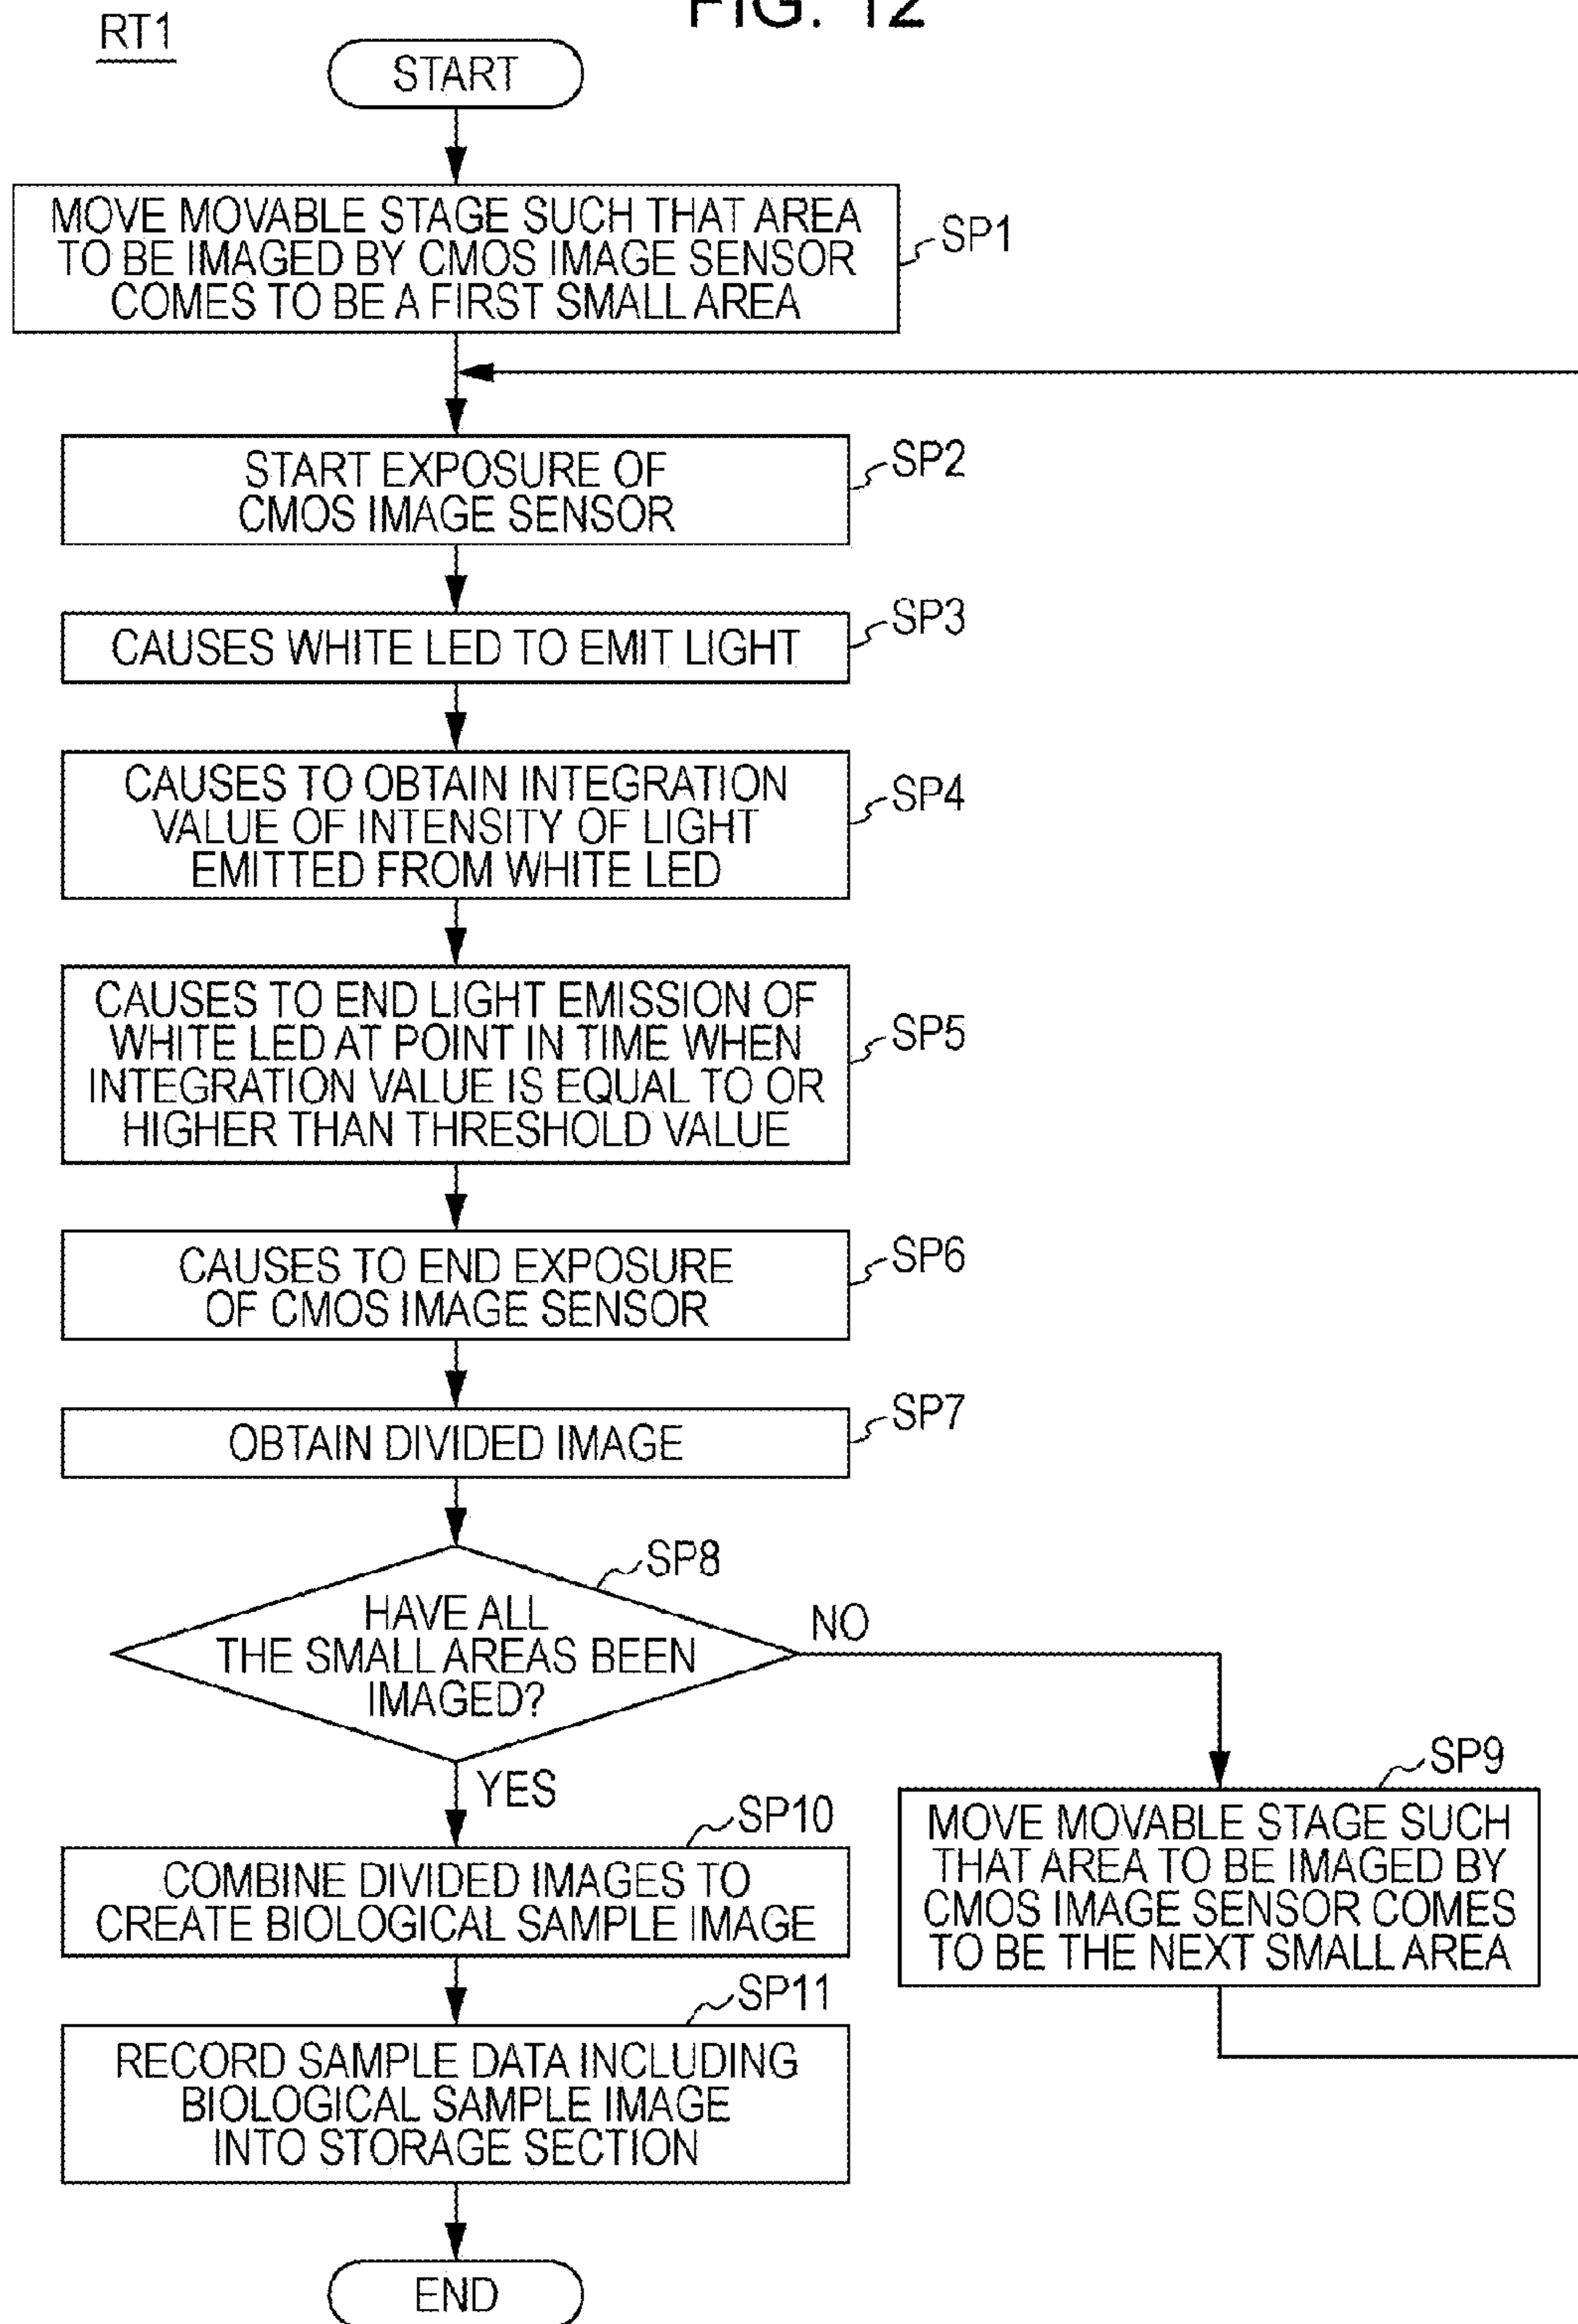 FIG. 12
RT1
START
MOVE MOVABLE STAGE SUCH THAT AREA
TO BE IMAGED BY CMOS IMAGE SENSOR
COMES TO BE A FIRST SMALL AREA
SP1
START EXPOSURE OF
CMOS IMAGE SENSOR
SP2
CAUSES WHITE LED TO EMIT LIGHT
SP3
CAUSES TO OBTAIN INTEGRATION
VALUE OF INTENSITY OF LIGHT
EMITTED FROM WHITE LED
SP4
CAUSES TO END LIGHT EMISSION OF
WHITE LED AT POINT IN TIME WHEN
INTEGRATION VALUE IS EQUAL TO OR
HIGHER THAN THRESHOLD VALUE
SP5
CAUSES TO END EXPOSURE
OF CMOS IMAGE SENSOR
SP6
OBTAIN DIVIDED IMAGE
SP7
HAVE ALL
THE SMALL AREAS BEEN
IMAGED?
SP8
NO
YES
SP9
MOVE MOVABLE STAGE SUCH
THAT AREA TO BE IMAGED BY
CMOS IMAGE SENSOR COMES
TO BE THE NEXT SMALL AREA
SP10
COMBINE DIVIDED IMAGES TO
CREATE BIOLOGICAL SAMPLE IMAGE
SP11
RECORD SAMPLE DATA INCLUDING
BIOLOGICAL SAMPLE IMAGE
INTO STORAGE SECTION
END